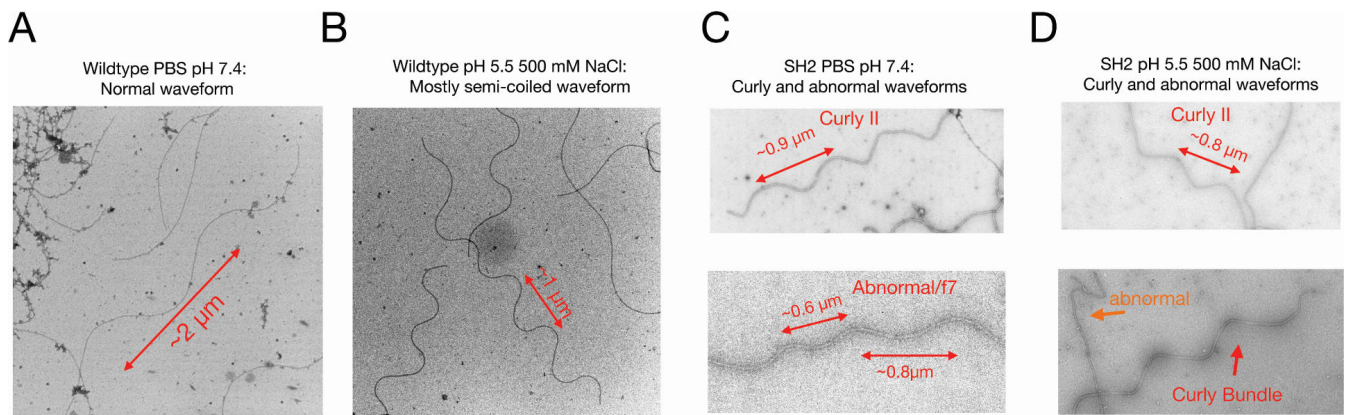 A
Wildtype PBS pH 7.4:
Normal waveform
~2 μm
B
Wildtype pH 5.5 500 mM NaCl:
Mostly semi-coiled waveform
~1 μm
C
SH2 PBS pH 7.4:
Curly and abnormal waveforms
Curly II
~0.9 μm
Abnormal/f7
~0.6 μm
~0.8μm
D
SH2 pH 5.5 500 mM NaCl:
Curly and abnormal waveforms
Curly II
~0.8 μm
abnormal
Curly Bundle